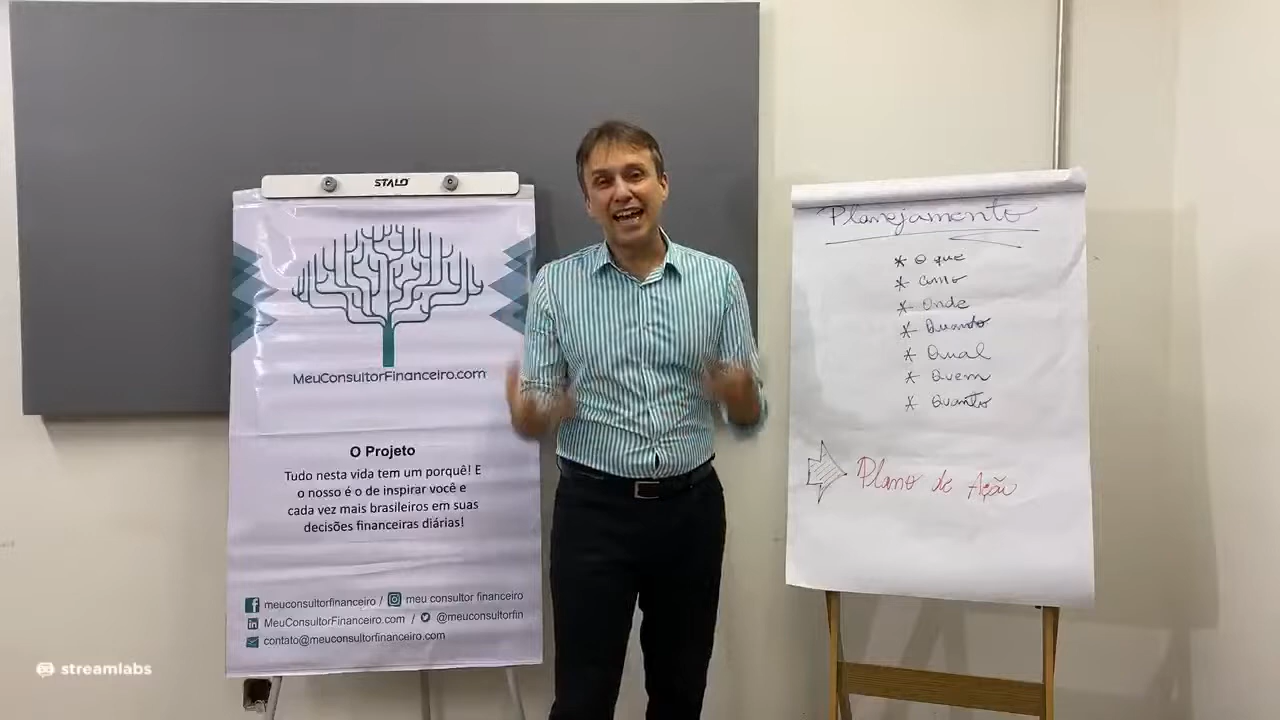 STALO
MeuConsultorFinanceiro.com
O Projeto
Tudo nesta vida tem um porquê! E
o nosso é o de inspirar você e
cada vez mais brasileiros em suas
decisões financeiras diárias!
meuconsultorfinanceiro / meu consultor financeiro
MeuConsultorFinanceiro.com / @meuconsultorfin
contato@meuconsultorfinanceiro.com
Planejamento
* O que
* Como
* Onde
* Quando
* Qual
* Quem
* Quanto
Plano de Ação
streamlabs